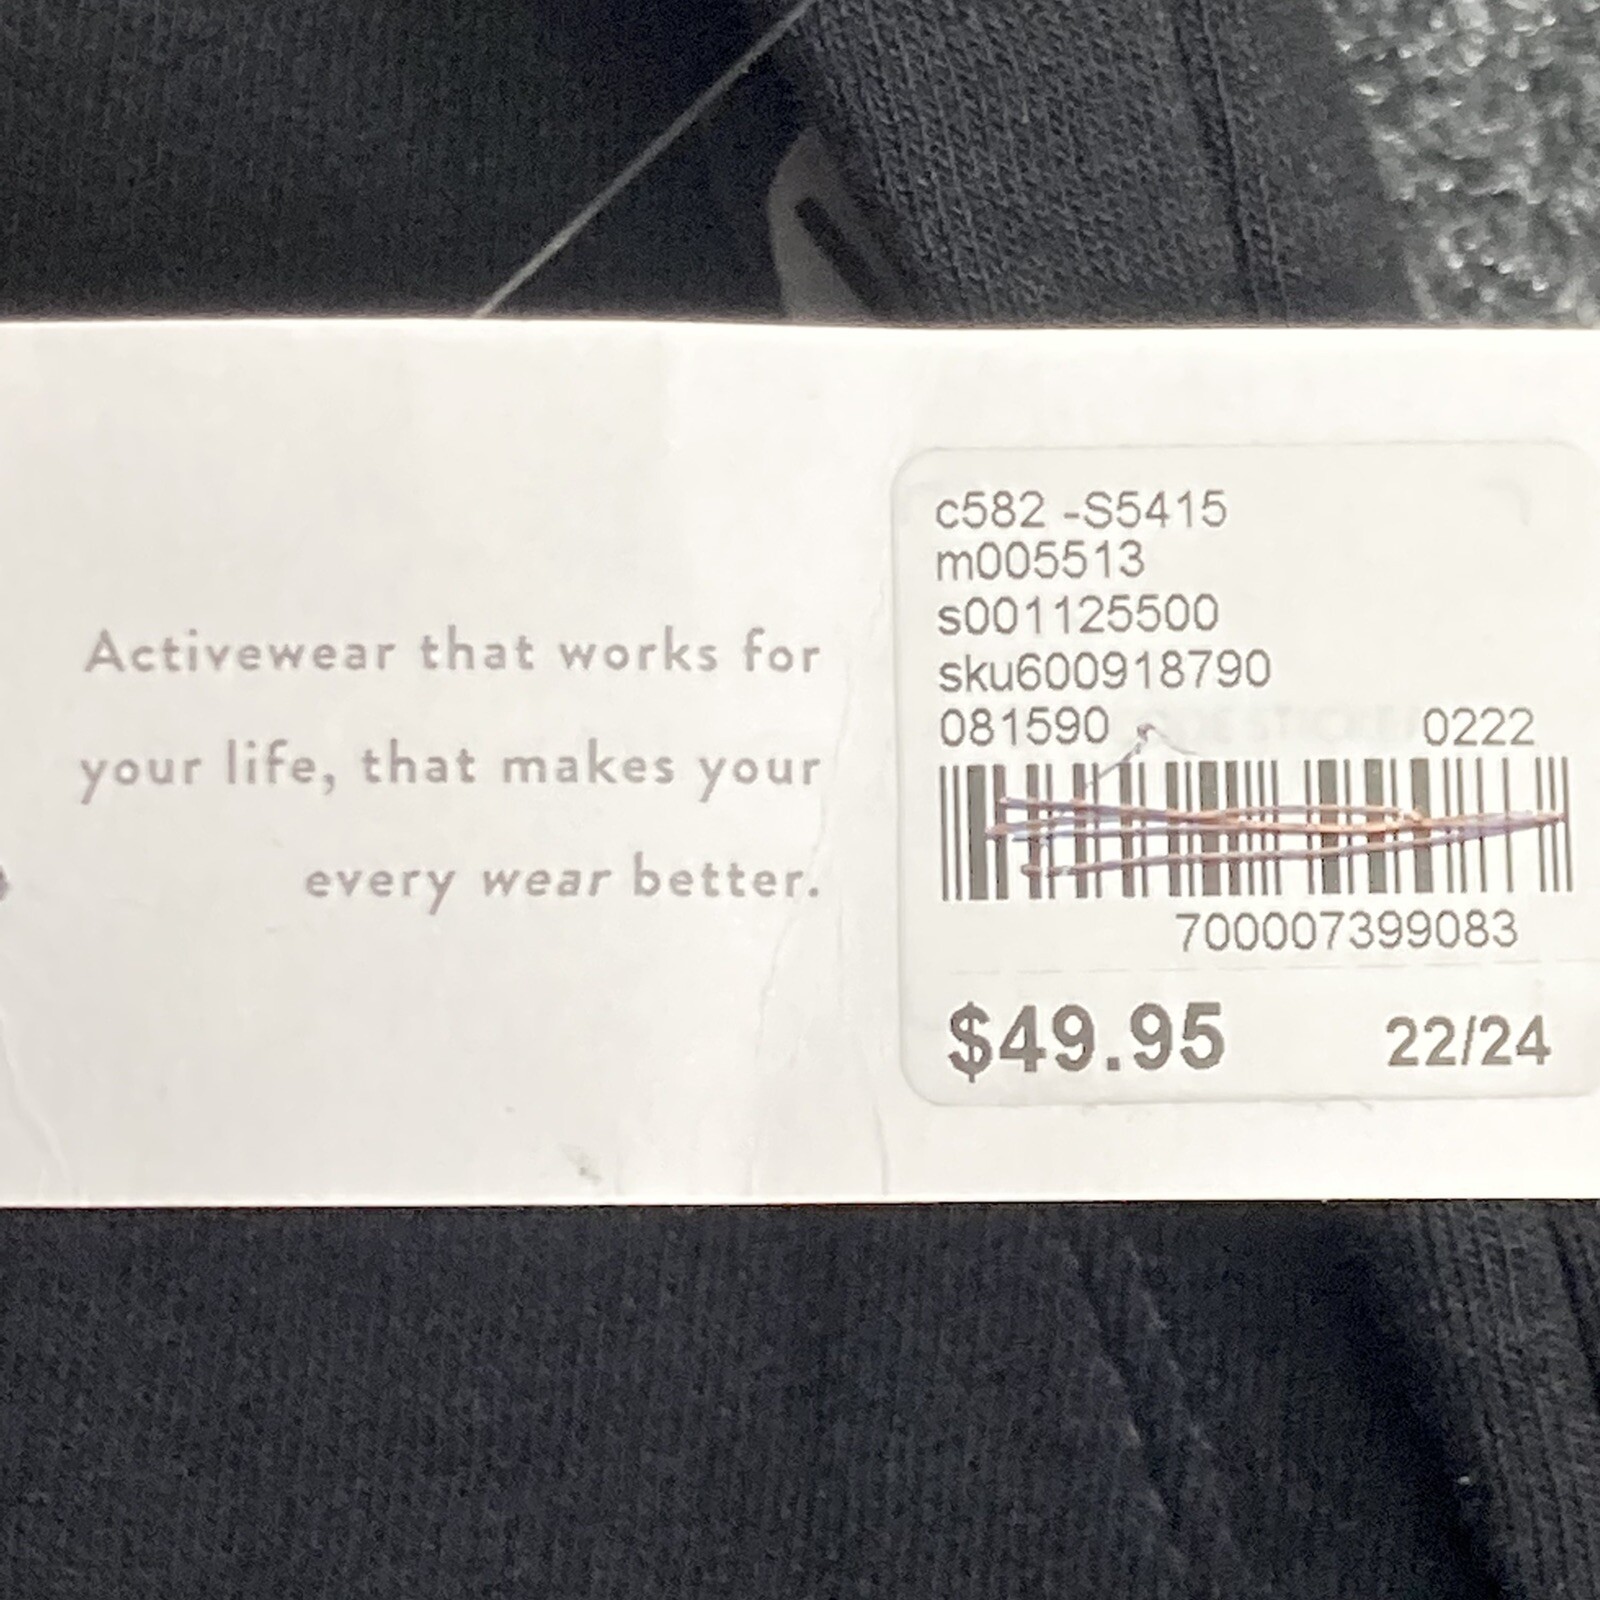 Activewear that works for
your life, that makes your
every wear better.
c582 -S5415
m005513
s001125500
sku600918790
081590 0222
700007399083
$49.95 22/24